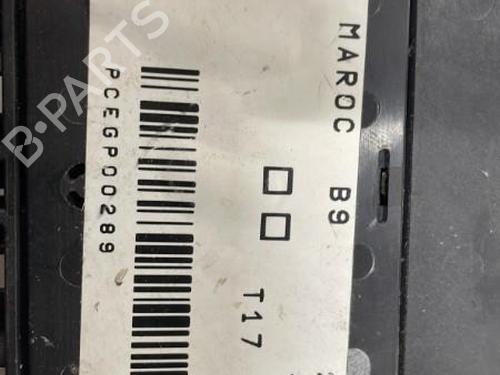 MAROC B9
□□ T17
PCEGP00289
B-PARTS